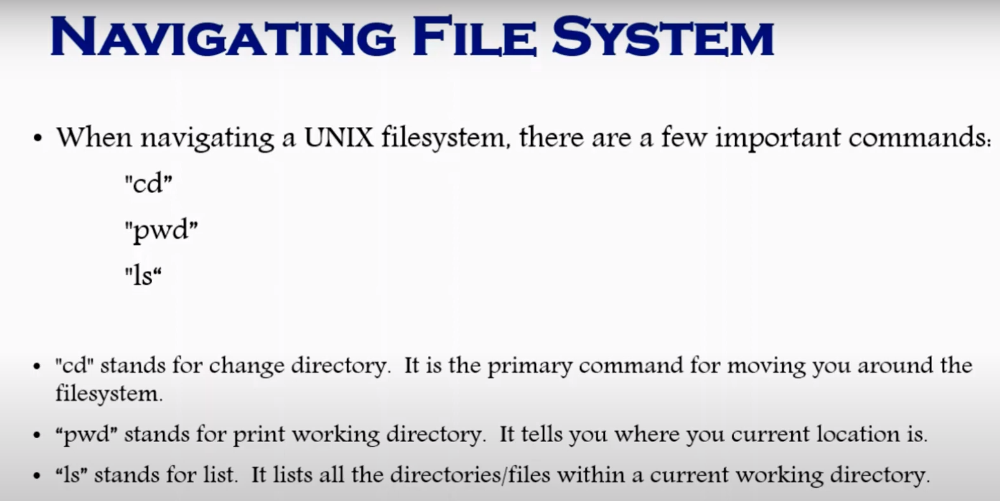 NAVIGATING FILE SYSTEM
• When navigating a UNIX filesystem, there are a few important commands:
"cd”
"pwd”
"ls“
• "cd" stands for change directory.  It is the primary command for moving you around the
filesystem.
• “pwd” stands for print working directory.  It tells you where you current location is.
• “ls” stands for list.  It lists all the directories/files within a current working directory.